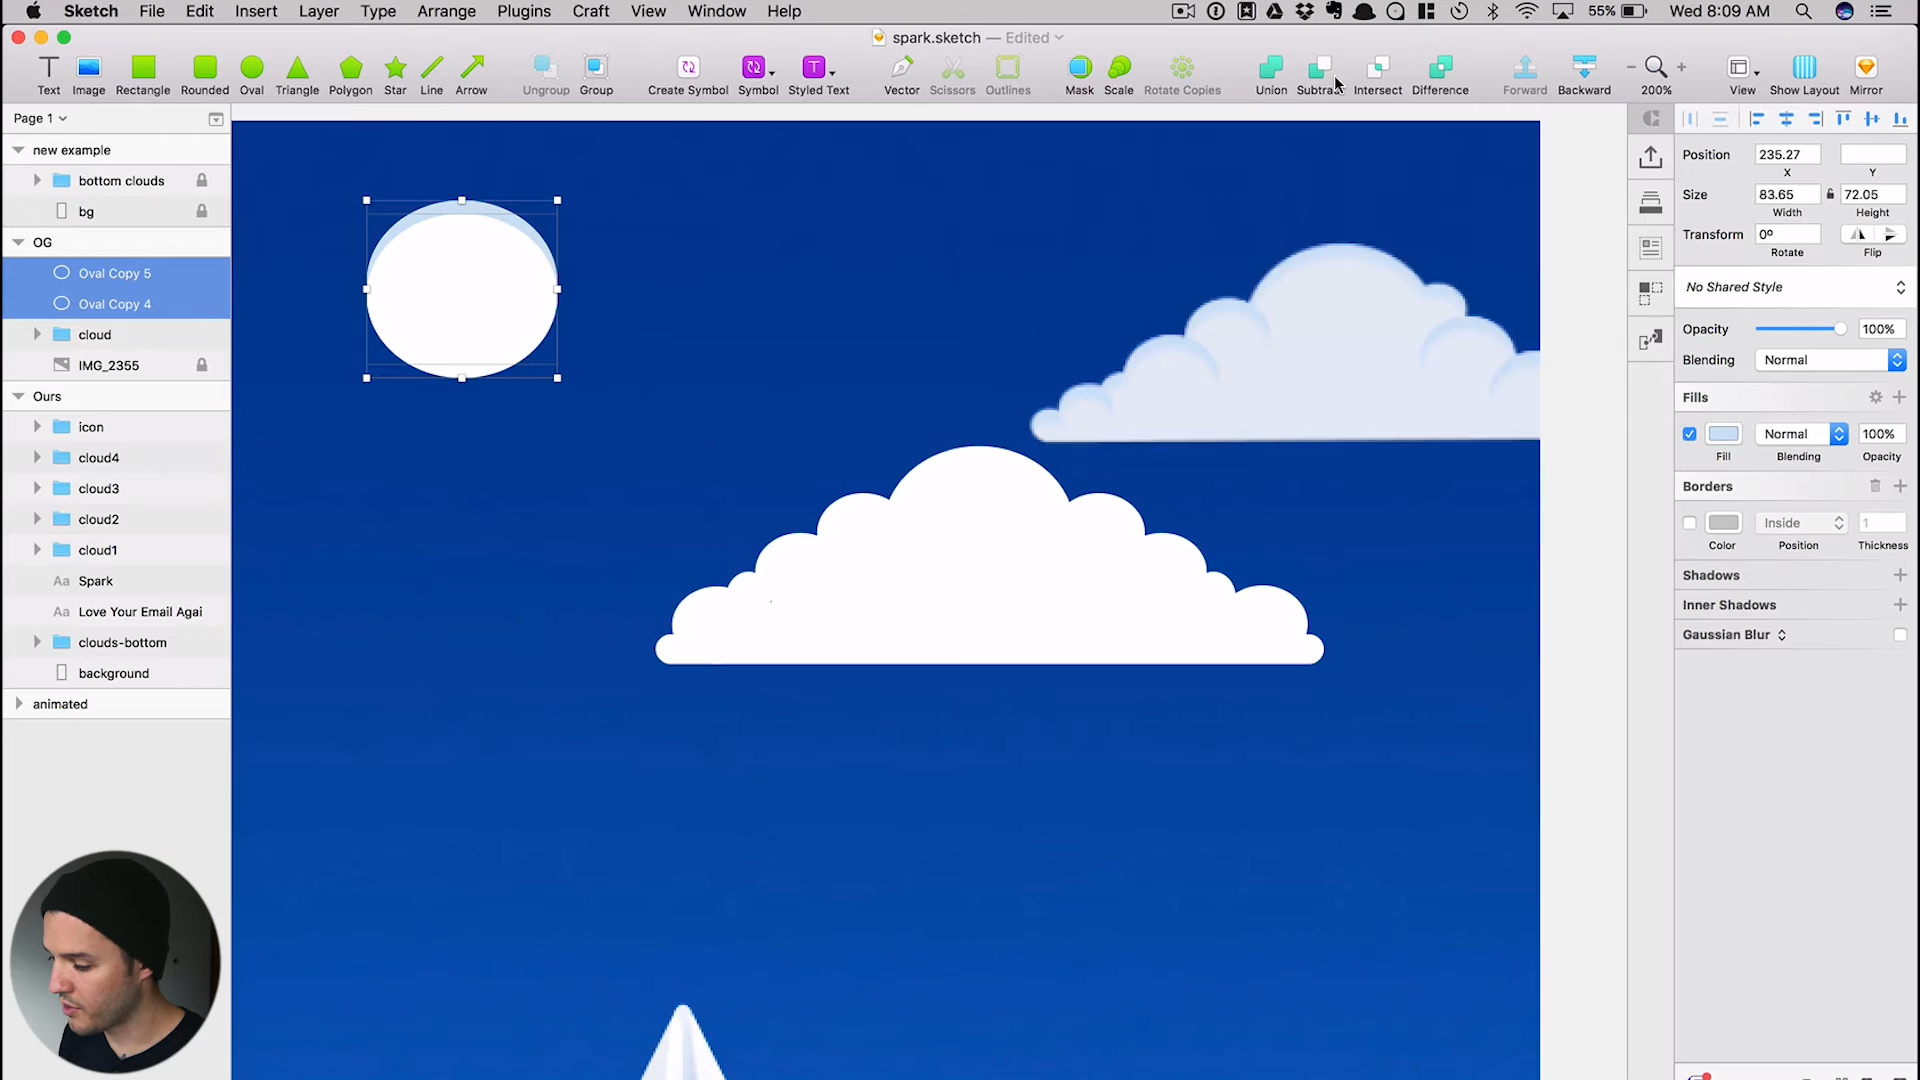 Sketch File Edit Insert Layer Type Arrange Plugins Craft View Window Help 55% Wed 8:09 AM
spark.sketch — Edited
Text Image Rectangle Rounded Oval Triangle Polygon Star Line Arrow Ungroup Group Create Symbol Symbol Styled Text Vector Scissors Outlines Mask Scale Rotate Copies Union Subtract Intersect Difference Forward Backward 200% View Show Layout Mirror
Page 1
new example
bottom clouds
bg
OG
Oval Copy 5
Oval Copy 4
cloud
IMG_2355
Ours
icon
cloud4
cloud3
cloud2
cloud1
Aa Spark
Aa Love Your Email Agai
clouds-bottom
background
animated
Position 235.27
X Y
Size 83.65 72.05
Width Height
Transform 0º
Rotate Flip
No Shared Style
Opacity 100%
Blending Normal
Fills
Normal 100%
Fill Blending Opacity
Borders
Inside 1
Color Position Thickness
Shadows
Inner Shadows
Gaussian Blur